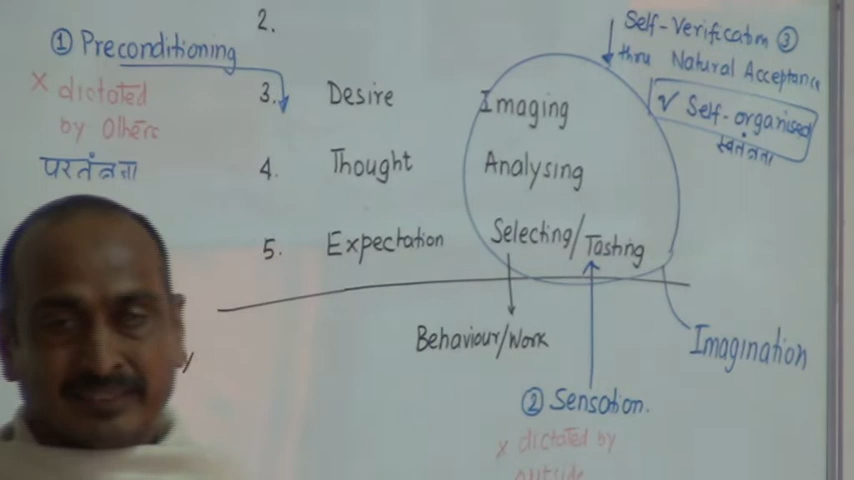 2.
① Preconditioning
x dictated
by Others
परतंत्रता
3. Desire Imaging
4. Thought Analysing
5. Expectation Selecting/Tasting
Self-Verification ③
thru Natural Acceptance
√ Self-organised
स्वतंत्रता
Behaviour/Work
Imagination
② Sensation.
x dictated by
outside